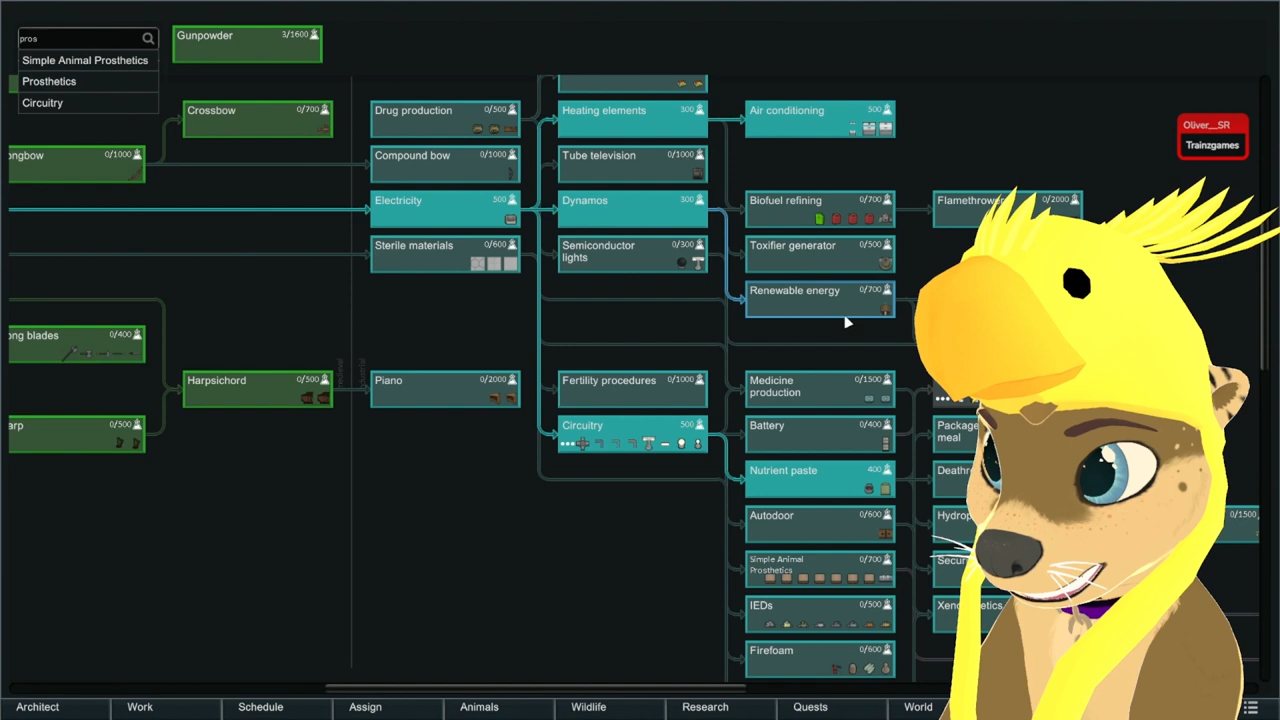 pros
Simple Animal Prosthetics
Prosthetics
Circuitry
Gunpowder 3/1600
Oliver__SR
Trainzgames
Crossbow 0/700
Drug production 0/500
Heating elements 300
Air conditioning 500
ongbow 0/1000
Compound bow 0/1000
Tube television 0/1000
Electricity 500
Dynamos 300
Biofuel refining 0/700
Flamethrower 0/2000
Sterile materials 0/600
Semiconductor
lights 0/300
Toxifier generator 0/500
Renewable energy 0/700
ong blades 0/400
Harpsichord 0/500
Piano 0/2000
Fertility procedures 0/1000
Medicine
production 0/1500
arp 0/500
Circuitry 500
Battery 0/400
Package
meal
Nutrient paste 400
Autodoor 0/600
0/1500
Simple Animal
Prosthetics 0/700
IEDs 0/500
Firefoam 0/600
Architect
Work
Schedule
Assign
Animals
Wildlife
Research
Quests
World